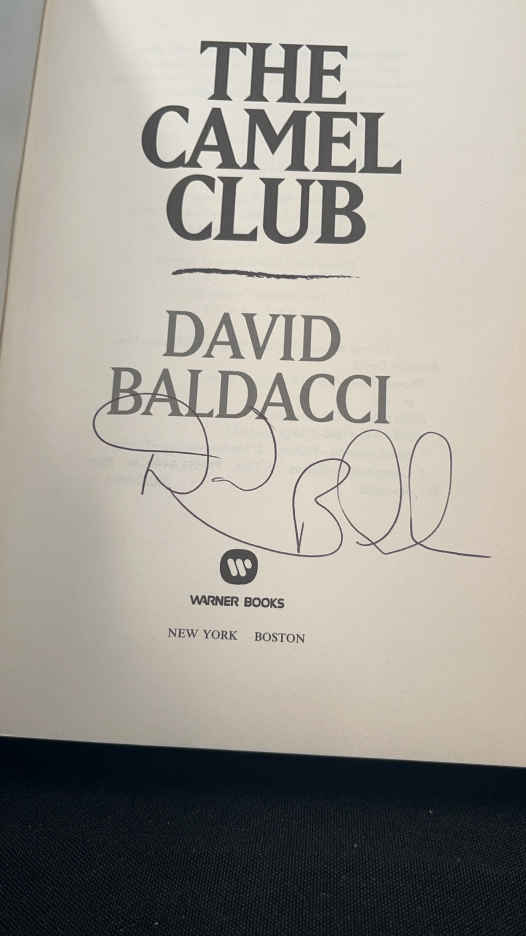 THE
CAMEL
CLUB
DAVID
BALDACCI
WARNER BOOKS
NEW YORK BOSTON